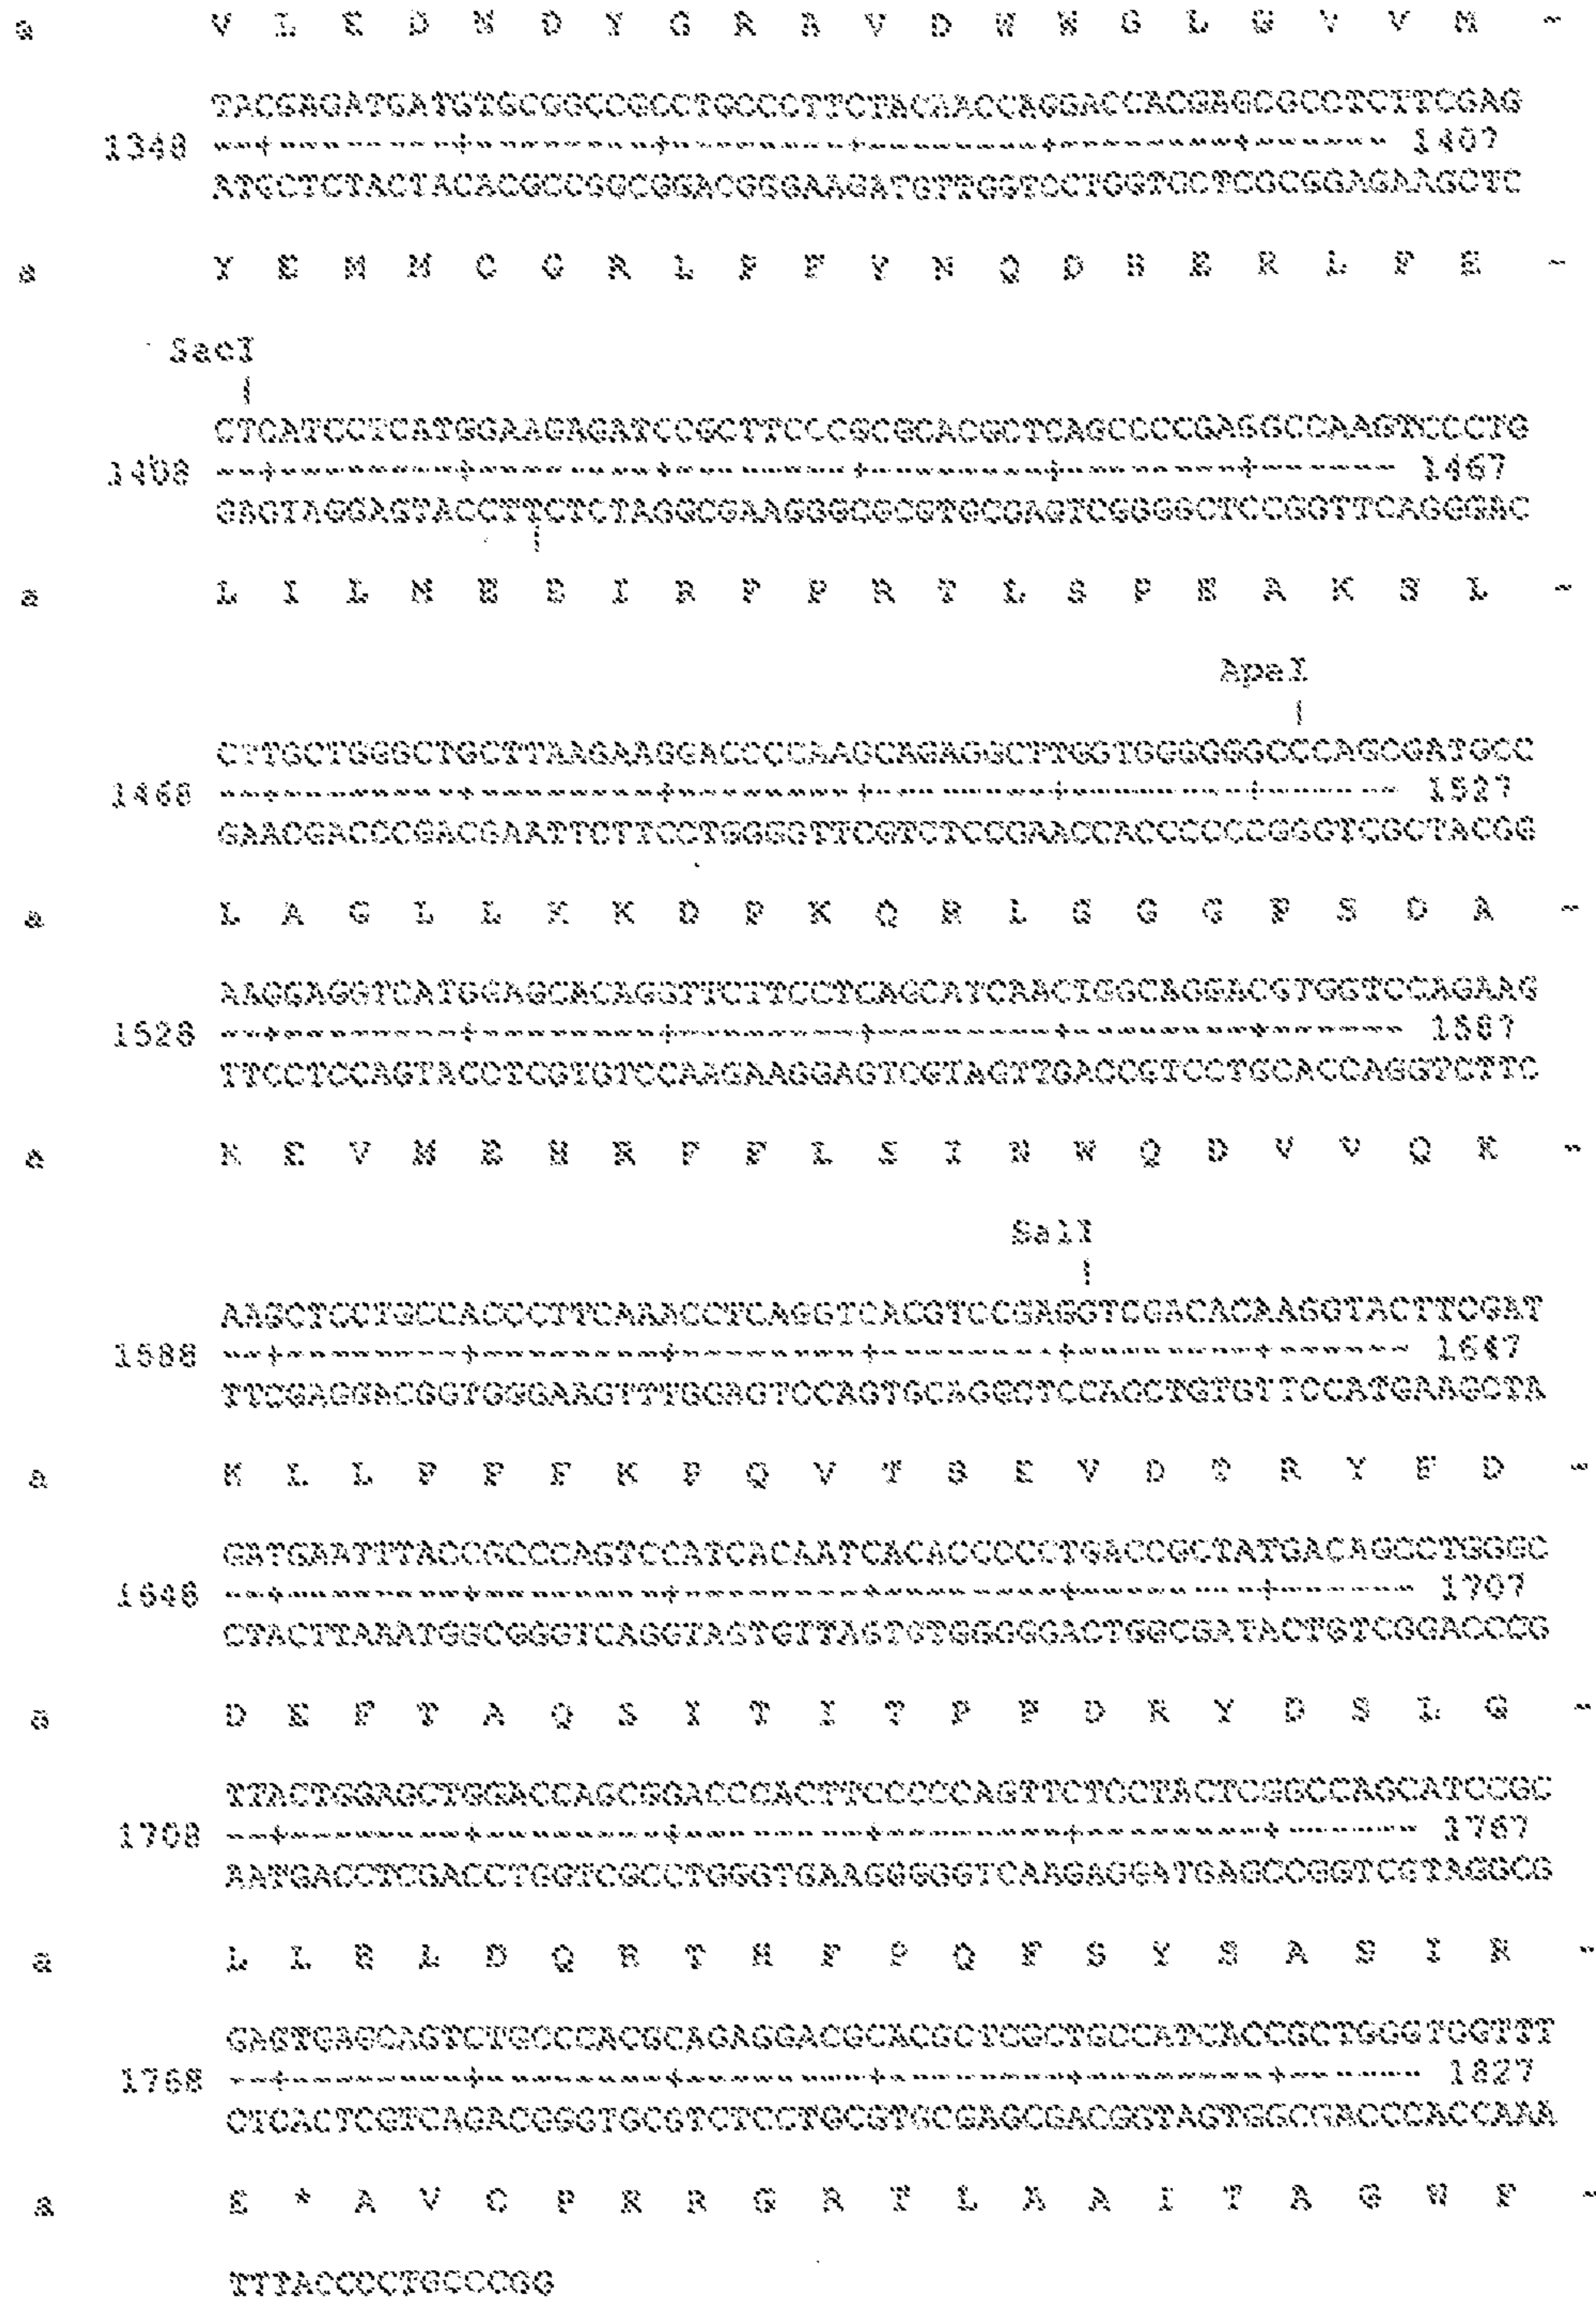 a V L E D N D Y G R A V D W W G L G V V M -
TACGAGATGATGTGCGGCCGCCTGCCCTTCTACAACCAGGACCACGAGCGCCTCTTCGAG
1348 --+---------+---------+---------+---------+---------+------- 1407
ATGCTCTACTACACGCCGGCGGACGGGAAGATGTTGGTCCTGGTGCTCGCGGAGAAGCTC
a Y E M M C G R L P F Y N Q D H E R L F E -
SacI
|
CTCATCCTCATGGAAGAGATCCGCTTCCCGCGCACGCTCAGCCCCGAGGCCAAGTCCCTG
1408 --+---------+---------+---------+---------+---------+------- 1467
GAGTAGGAGTACCTTCTCTAGGCGAAGGGCGCGTGCGAGTCGGGGCTCCGGTTCAGGGAC
a L I L M E E I R F P R T L S P E A K S L -
ApaI
|
CTTGCTGGGCTGCTTAAGAAGGACCCCAAGCAGAGGCTTGGTGGGGGGCCCAGCGATGCC
1468 --+---------+---------+---------+---------+---------+------- 1527
GAACGACCCGACGAATTCTTCCTGGGGTTCGTCTCCGAACCACCCCCCGGGTCGCTACGG
a L A G L L K K D P K Q R L G G G P S D A -
AAGGAGGTCATGGAGCACAGGTTCTTCCTCAGCATCAACTGGCAGGACGTGGTCCAGAAG
1528 --+---------+---------+---------+---------+---------+------- 1587
TTCCTCCAGTACCTCGTGTCCAAGAAGGAGTCGTAGTTGACCGTCCTGCACCAGGTCTTC
a K E V M E H R F F L S I N W Q D V V Q K -
SalI
|
AAGCTCCTGCCACCCTTCAAACCTCAGGTCACGTCCGAGGTCGACACAAGGTACTTCGAT
1588 --+---------+---------+---------+---------+---------+------- 1647
TTCGAGGACGGTGGGAAGTTTGGAGTCCAGTGCAGGCTCCAGCTGTGTTCCATGAAGCTA
a K L L P P F K P Q V T S E V D T R Y F D -
GATGAATTTACCGCCCAGTCCATCACAATCACACCCCCTGACCGCTATGACAGCCTGGGC
1648 --+---------+---------+---------+---------+---------+------- 1707
CTACTTAAATGGCGGGTCAGGTAGTGTTAGTGTGGGGGACTGGCGATACTGTCGGACCCG
a D E F T A Q S I T I T P P D R Y D S L G -
TTACTGGAGCTGGACCAGCGGACCCACTTCCCCCAGTTCTCCTACTCGGCCAGCATCCGC
1708 --+---------+---------+---------+---------+---------+------- 1767
AATGACCTCGACCTGGTCGCCTGGGTGAAGGGGGTCAAGAGGATGAGCCGGTCGTAGGCG
a L L E L D Q R T H F P Q F S Y S A S I R -
GAGTGAGCAGTCTGCCCACGCAGAGGACGCACGCTCGCTGCCATCACCGCTGGGTGGTTT
1768 --+---------+---------+---------+---------+---------+------- 1827
CTCACTCGTCAGACGGGTGCGTCTCCTGCGTGCGAGCGACGGTAGTGGCGACCCACCAAA
a E * A V C P R R G R T L A A I T A G W F -
TTTACCCCTGCCCGG